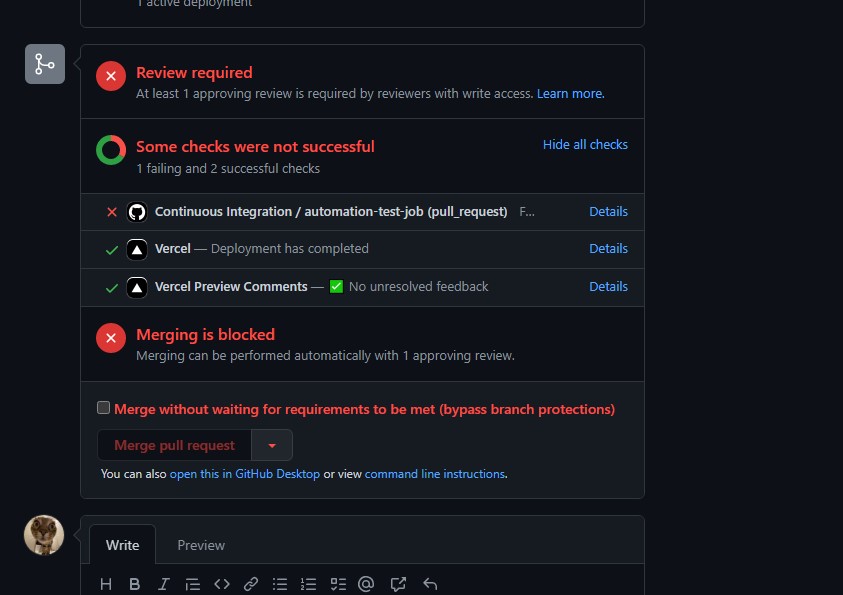 1 active deployment
Review required
At least 1 approving review is required by reviewers with write access. Learn more.
Some checks were not successful
Hide all checks
1 failing and 2 successful checks
Continuous Integration / automation-test-job (pull_request) F... Details
Vercel — Deployment has completed Details
Vercel Preview Comments — ✅ No unresolved feedback Details
Merging is blocked
Merging can be performed automatically with 1 approving review.
Merge without waiting for requirements to be met (bypass branch protections)
Merge pull request
You can also open this in GitHub Desktop or view command line instructions.
Write Preview